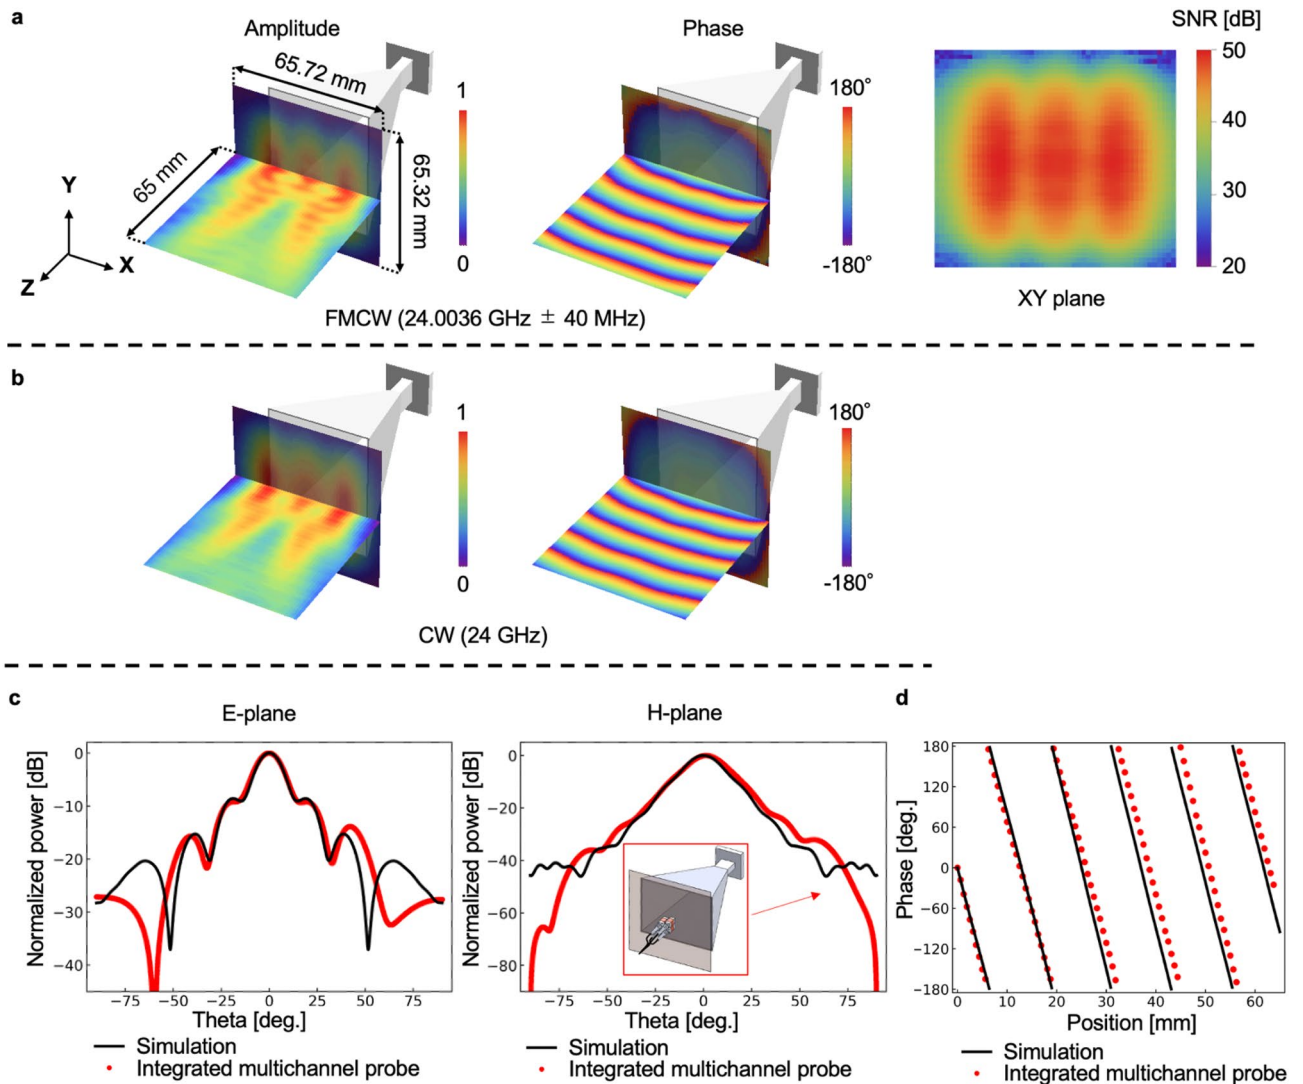 a
Amplitude
Phase
SNR [dB]
65.72 mm
65 mm
65.32 mm
Y
X
Z
1
0
180°
-180°
50
40
30
20
XY plane
FMCW (24.0036 GHz ± 40 MHz)
b
1
0
180°
-180°
CW (24 GHz)
c
E-plane
Normalized power [dB]
0
−10
−20
−30
−40
−75 −50 −25 0 25 50 75
Theta [deg.]
Simulation
Integrated multichannel probe
H-plane
Normalized power [dB]
0
−20
−40
−60
−80
−75 −50 −25 0 25 50 75
Theta [deg.]
Simulation
Integrated multichannel probe
d
Phase [deg.]
180
120
60
0
−60
−120
−180
0 10 20 30 40 50 60
Position [mm]
Simulation
Integrated multichannel probe